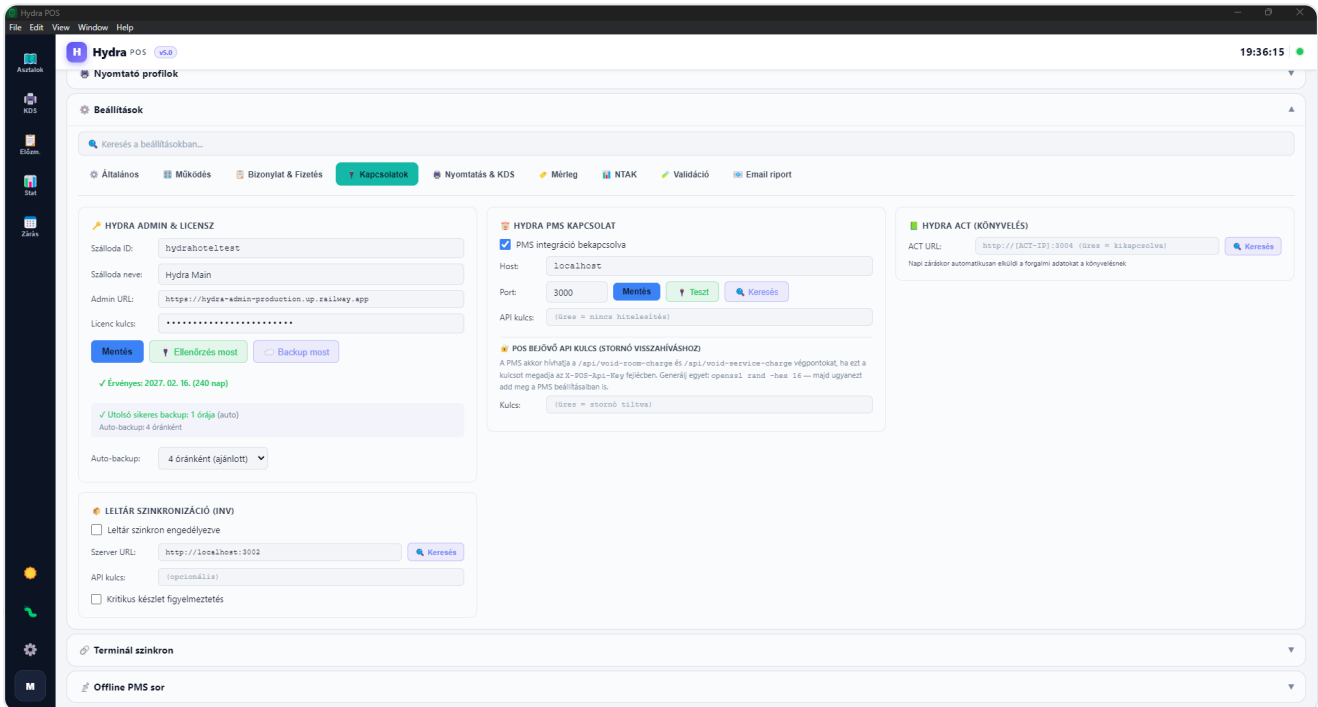 Hydra POS
File Edit View Window Help
H Hydra POS v5.0
19:36:15
Asztalok
KDS
Előzm.
Stat
Zárás
M
Nyomtató profilok
Beállítások
Keresés a beállításokban...
Általános Működés Bizonylat & Fizetés Kapcsolatok Nyomtatás & KDS Mérleg NTAK Validáció Email riport
HYDRA ADMIN & LICENSZ
Szálloda ID: hydrahoteltest
Szálloda neve: Hydra Main
Admin URL: https://hydra-admin-production.up.railway.app
Licenc kulcs: ••••••••••••••••••••••••
Mentés Ellenőrzés most Backup most
✓ Érvényes: 2027. 02. 16. (240 nap)
✓ Utolsó sikeres backup: 1 órája (auto)
Auto-backup: 4 óránként
Auto-backup: 4 óránként (ajánlott)
LELTÁR SZINKRONIZÁCIÓ (INV)
Leltár szinkron engedélyezve
Szerver URL: http://localhost:3002 Keresés
API kulcs: (opcionális)
Kritikus készlet figyelmeztetés
HYDRA PMS KAPCSOLAT
PMS integráció bekapcsolva
Host: localhost
Port: 3000 Mentés Teszt Keresés
API kulcs: (üres = nincs hitelesítés)
POS BEJÖVŐ API KULCS (STORNÓ VISSZAHÍVÁSHOZ)
A PMS akkor hívhatja a /api/void-room-charge és /api/void-service-charge végpontokat, ha ezt a
kulcsot megadja az X-POS-Api-Key fejlécben. Generálj egyet: openssl rand -hex 16 — majd ugyanezt
add meg a PMS beállításaiban is.
Kulcs: (üres = stornó tiltva)
HYDRA ACT (KÖNYVELÉS)
ACT URL: http://[ACT-IP]:3004 (üres = kikapcsolva) Keresés
Napi záráskor automatikusan elküldi a forgalmi adatokat a könyvelésnek
Terminál szinkron
Offline PMS sor